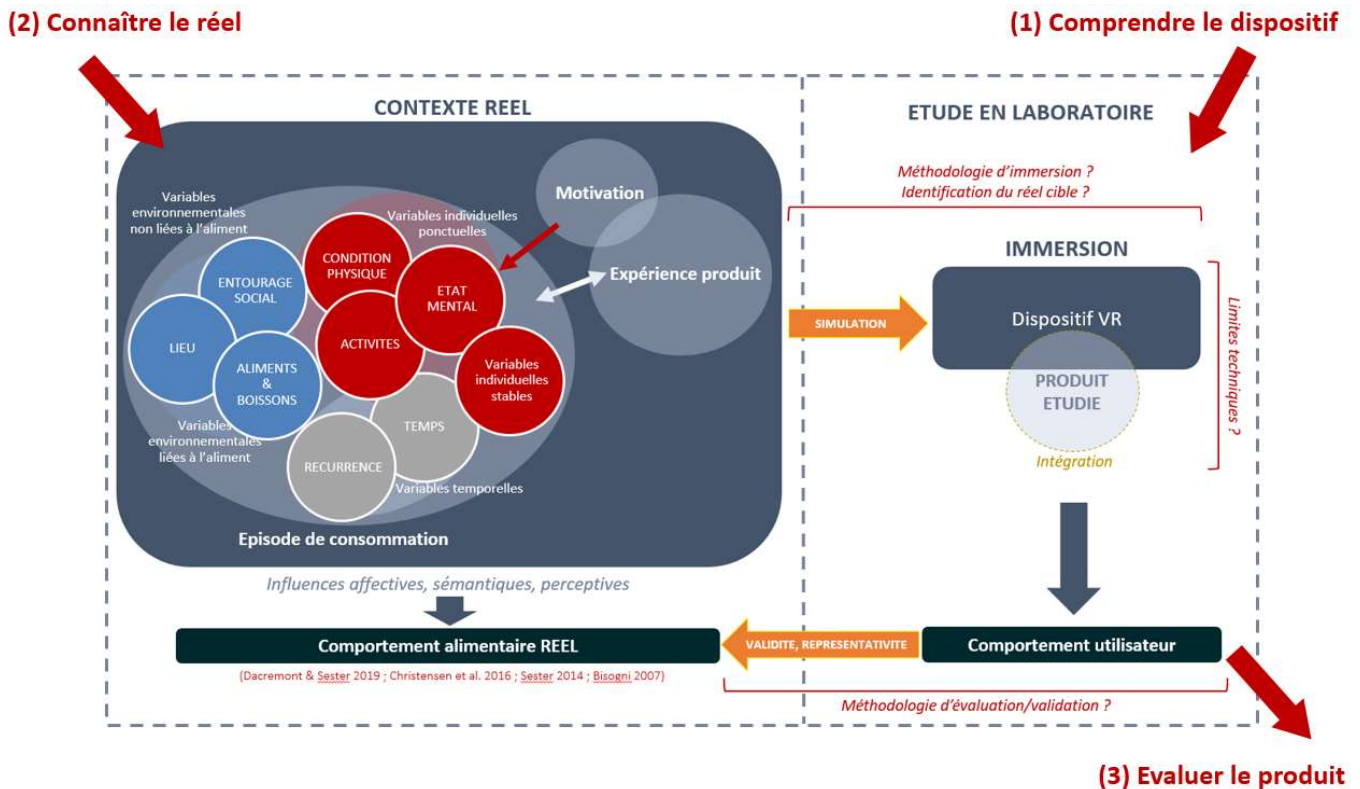 (2) Connaître le réel
(1) Comprendre le dispositif
CONTEXTE REEL
ETUDE EN LABORATOIRE
Variables
environnementales
non liées à l'aliment
Variables individuelles
ponctuelles
Motivation
Expérience produit
CONDITION
PHYSIQUE
ENTOURAGE
SOCIAL
ETAT
MENTAL
LIEU
ACTIVITES
ALIMENTS
&
BOISSONS
Variables
individuelles
stables
TEMPS
RECURRENCE
Variables
environnementales
liées à l'aliment
Variables temporelles
Episode de consommation
Influences affectives, sémantiques, perceptives
Comportement alimentaire REEL
(Dacremont & Sester 2019 ; Christensen et al. 2016 ; Sester 2014 ; Bisogni 2007)
SIMULATION
Méthodologie d'immersion ?
Identification du réel cible ?
IMMERSION
Dispositif VR
PRODUIT
ETUDIE
Intégration
Limites techniques ?
VALIDITE, REPRESENTATIVITE
Comportement utilisateur
Méthodologie d'évaluation/validation ?
(3) Evaluer le produit